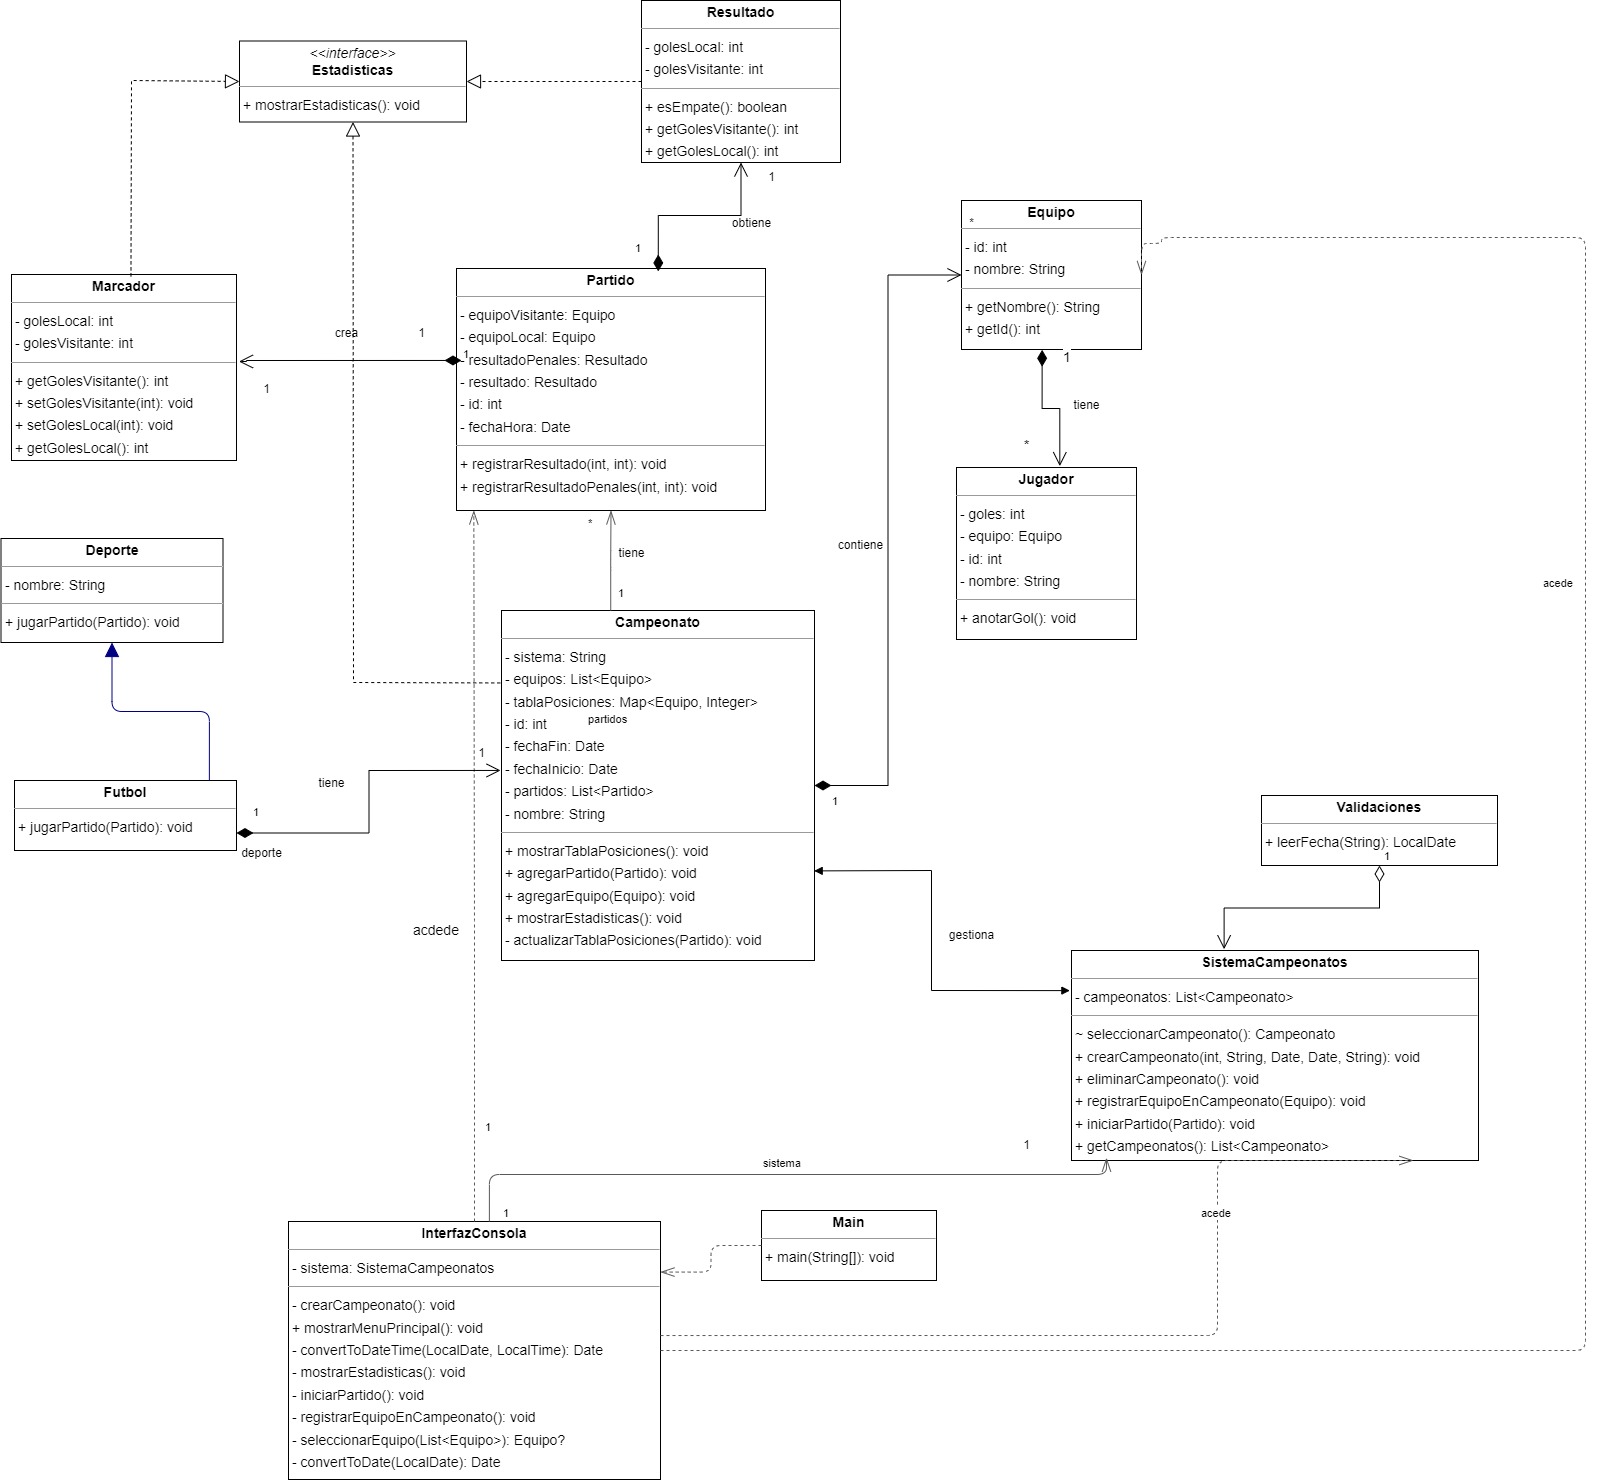 Resultado
- golesLocal: int
- golesVisitante: int
+ esEmpate(): boolean
+ getGolesVisitante(): int
+ getGolesLocal(): int
1
obtiene
1
<<interface>>
Estadisticas
+ mostrarEstadisticas(): void
Equipo
*
- id: int
- nombre: String
+ getNombre(): String
+ getId(): int
1
tiene
*
Marcador
- golesLocal: int
- golesVisitante: int
+ getGolesVisitante(): int
+ setGolesVisitante(int): void
+ setGolesLocal(int): void
+ getGolesLocal(): int
crea
1
1
1
Partido
- equipoVisitante: Equipo
- equipoLocal: Equipo
- resultadoPenales: Resultado
- resultado: Resultado
- id: int
- fechaHora: Date
+ registrarResultado(int, int): void
+ registrarResultadoPenales(int, int): void
*
tiene
1
Jugador
- goles: int
- equipo: Equipo
- id: int
- nombre: String
+ anotarGol(): void
contiene
acede
Deporte
- nombre: String
+ jugarPartido(Partido): void
Campeonato
- sistema: String
- equipos: List<Equipo>
- tablaPosiciones: Map<Equipo, Integer>
- id: int
partidos
- fechaFin: Date
- fechaInicio: Date
- partidos: List<Partido>
- nombre: String
+ mostrarTablaPosiciones(): void
+ agregarPartido(Partido): void
+ agregarEquipo(Equipo): void
+ mostrarEstadisticas(): void
- actualizarTablaPosiciones(Partido): void
1
1
tiene
Futbol
+ jugarPartido(Partido): void
1
deporte
Validaciones
+ leerFecha(String): LocalDate
1
acdede
gestiona
SistemaCampeonatos
- campeonatos: List<Campeonato>
~ seleccionarCampeonato(): Campeonato
+ crearCampeonato(int, String, Date, Date, String): void
+ eliminarCampeonato(): void
+ registrarEquipoEnCampeonato(Equipo): void
+ iniciarPartido(Partido): void
+ getCampeonatos(): List<Campeonato>
1
1
sistema
1
acede
InterfazConsola
- sistema: SistemaCampeonatos
- crearCampeonato(): void
+ mostrarMenuPrincipal(): void
- convertToDateTime(LocalDate, LocalTime): Date
- mostrarEstadisticas(): void
- iniciarPartido(): void
- registrarEquipoEnCampeonato(): void
- seleccionarEquipo(List<Equipo>): Equipo?
- convertToDate(LocalDate): Date
Main
+ main(String[]): void